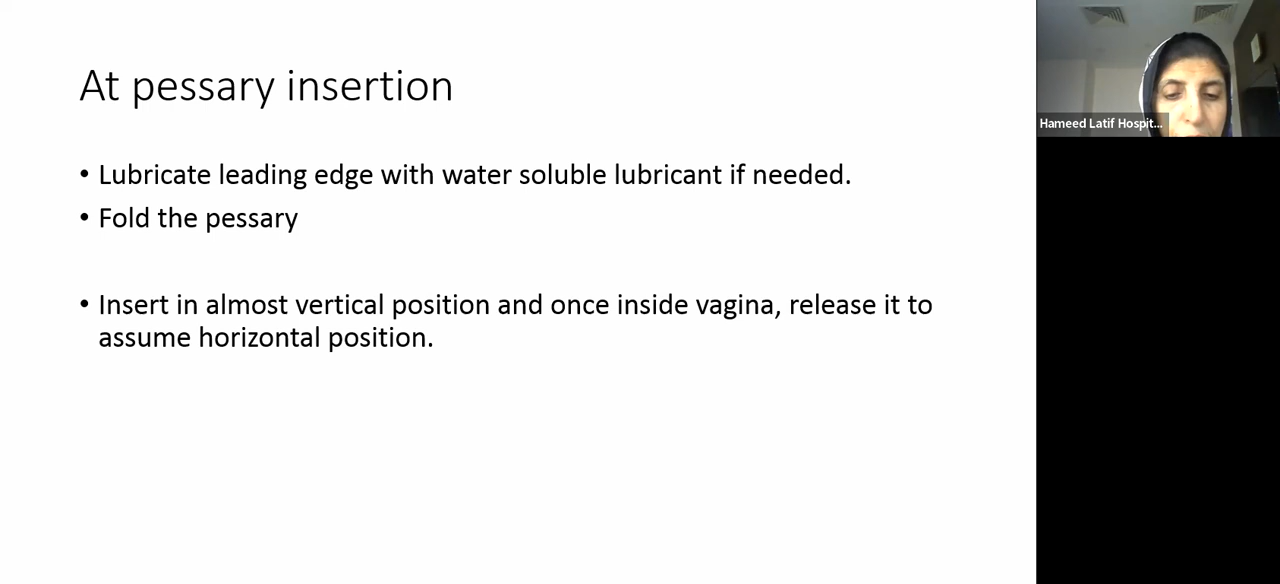 At pessary insertion
• Lubricate leading edge with water soluble lubricant if needed.
• Fold the pessary
• Insert in almost vertical position and once inside vagina, release it to
assume horizontal position.
Hameed Latif Hospit...